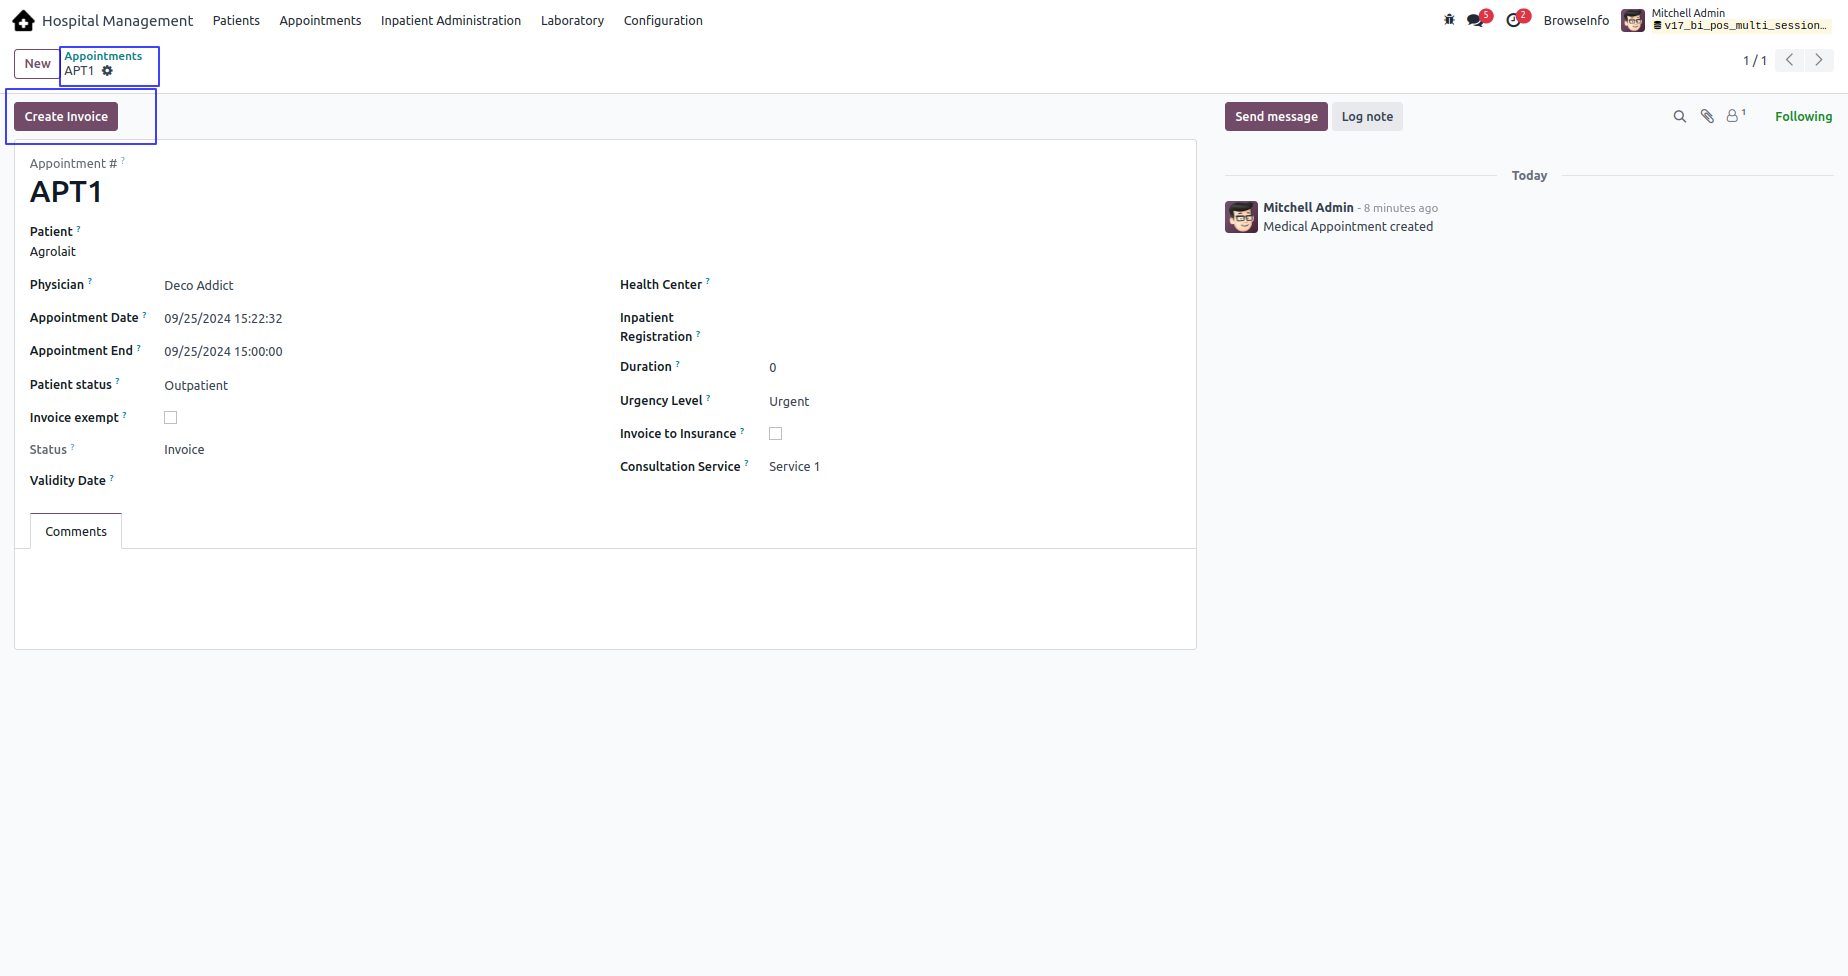 Hospital Management Patients Appointments Inpatient Administration Laboratory Configuration 5 2 BrowseInfo Mitchell Admin
v17_bi_pos_multi_session...
New Appointments
APT1
1 / 1
Create Invoice
Send message Log note 1 Following
Appointment # ?
APT1
Patient ?
Agrolait
Physician ? Deco Addict
Appointment Date ? 09/25/2024 15:22:32
Appointment End ? 09/25/2024 15:00:00
Patient status ? Outpatient
Invoice exempt ?
Status ? Invoice
Validity Date ?
Health Center ?
Inpatient
Registration ?
Duration ? 0
Urgency Level ? Urgent
Invoice to Insurance ?
Consultation Service ? Service 1
Comments
Today
Mitchell Admin - 8 minutes ago
Medical Appointment created